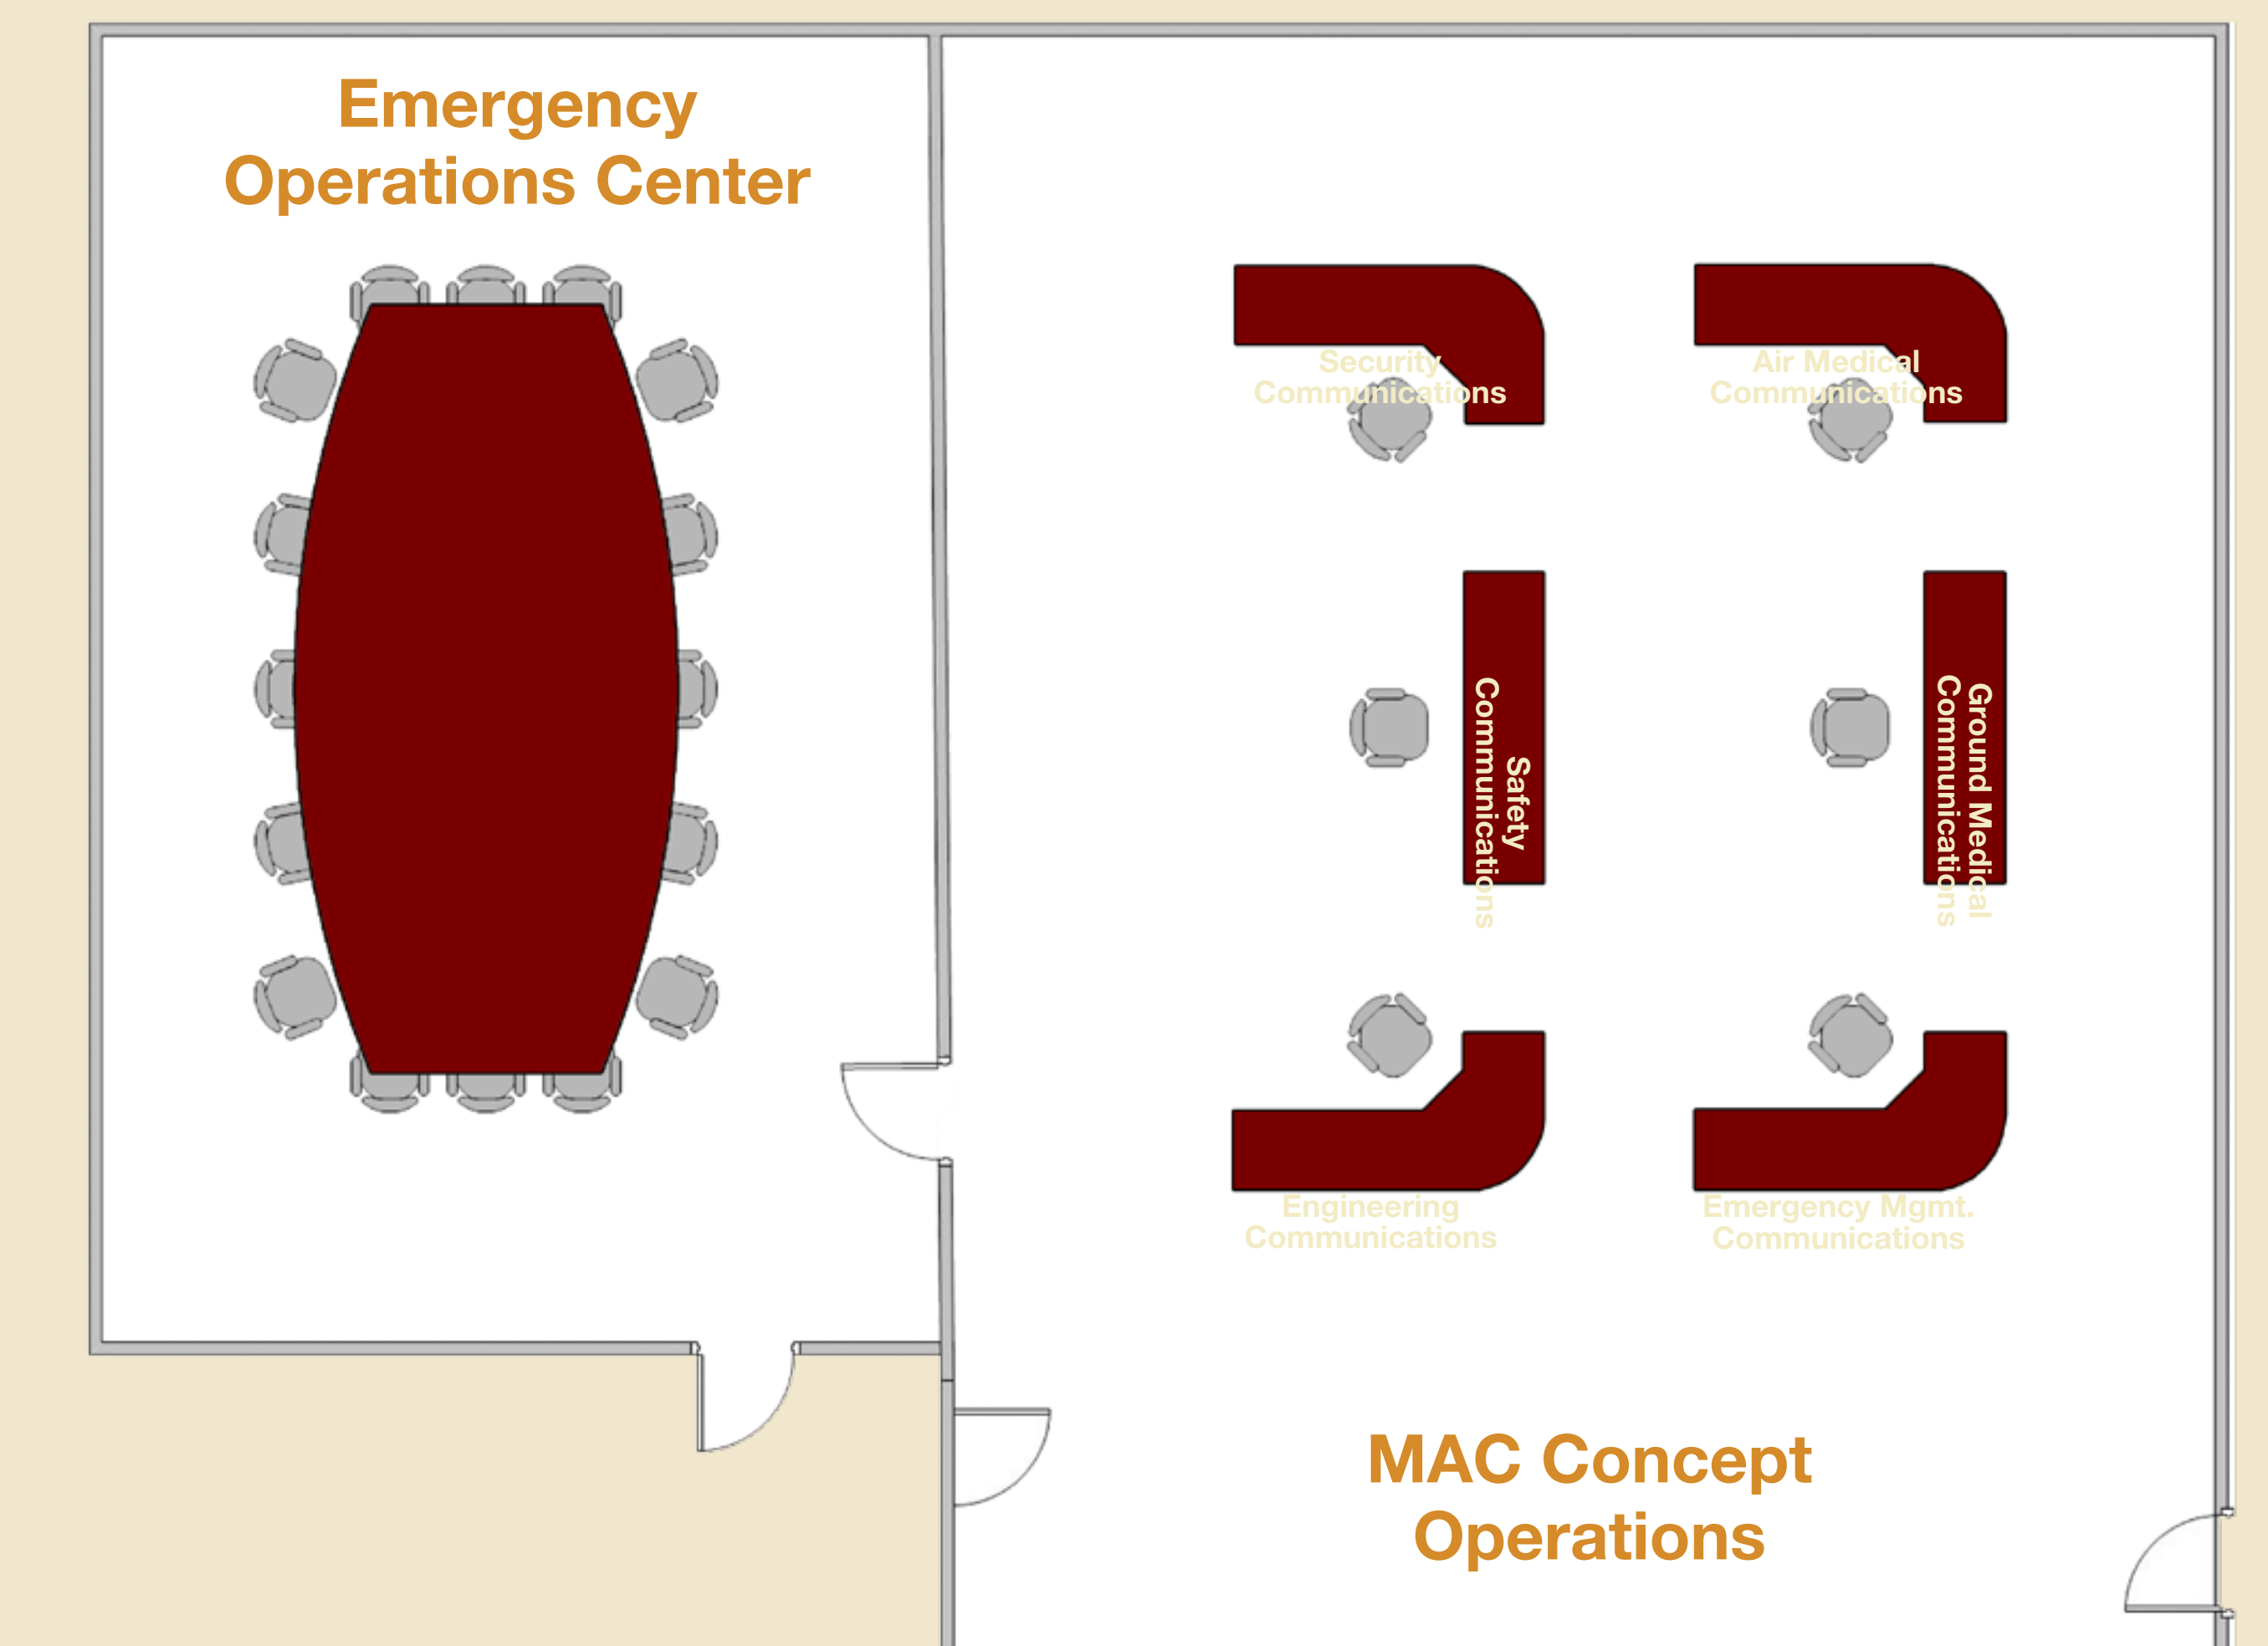 Emergency
Operations Center
Security
Communications
Air Medical
Communications
Safety
Communications
Ground Medical
Communications
Engineering
Communications
Emergency Mgmt.
Communications
MAC Concept
Operations